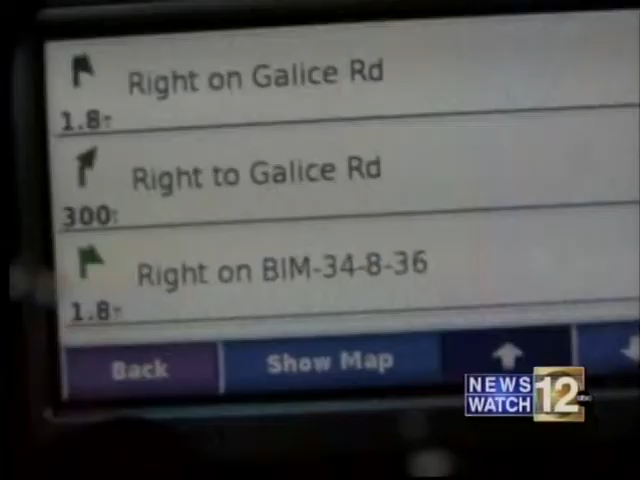 Right on Galice Rd
1.8
Right to Galice Rd
300
Right on BIM-34-8-36
1.8
Back
Show Map
NEWS
WATCH
12
abc